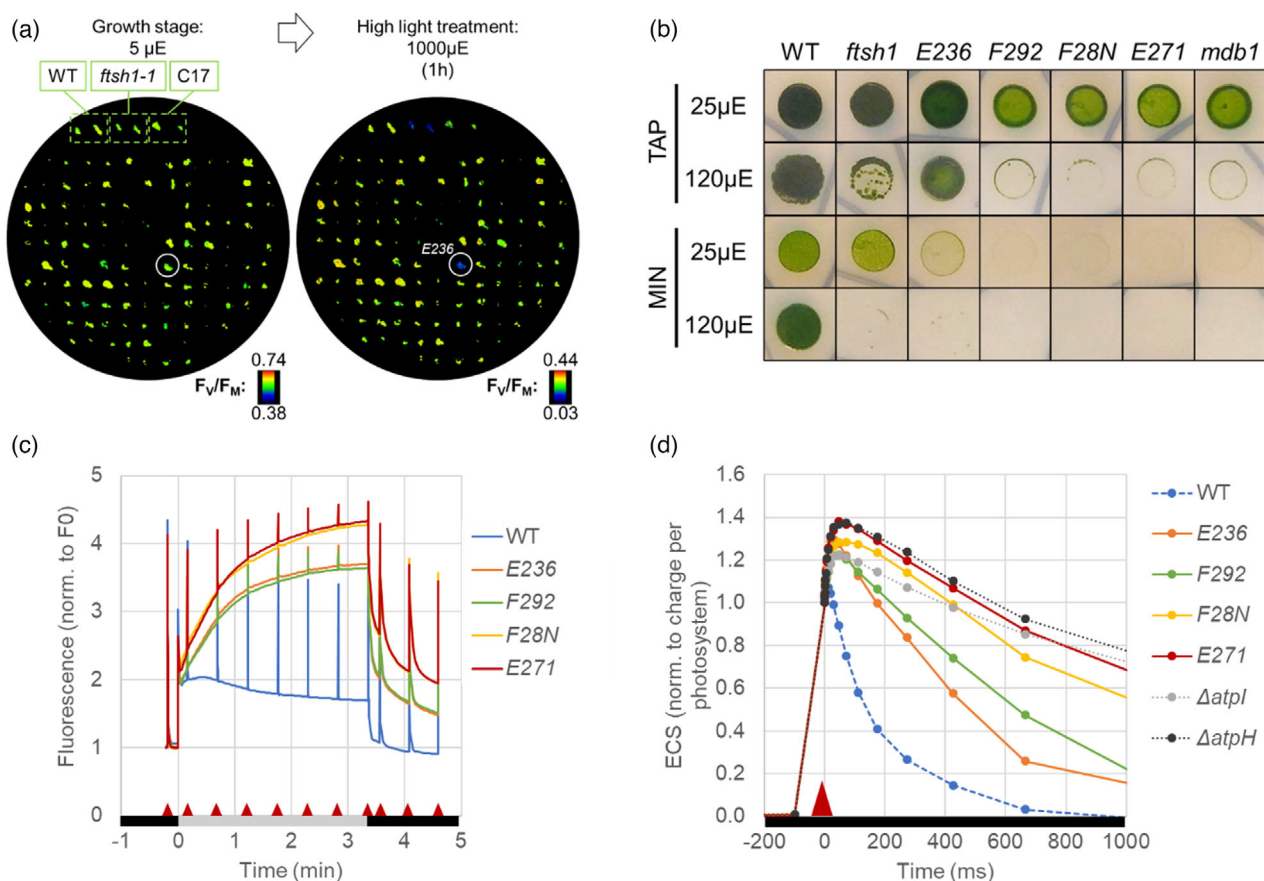 (a)
Growth stage:
5 µE
High light treatment:
1000µE
(1h)
WT
ftsh1-1
C17
E236
0.74
FV/FM:
0.38
0.44
FV/FM:
0.03
(b)
WT ftsh1 E236 F292 F28N E271 mdb1
TAP
25µE
120µE
MIN
25µE
120µE
(c)
Fluorescence (norm. to F0)
5
4
3
2
1
0
-1 0 1 2 3 4 5
Time (min)
WT
E236
F292
F28N
E271
(d)
ECS (norm. to charge per
photosystem)
1.6
1.4
1.2
1.0
0.8
0.6
0.4
0.2
0.0
-200 0 200 400 600 800 1000
Time (ms)
WT
E236
F292
F28N
E271
ΔatpI
ΔatpH